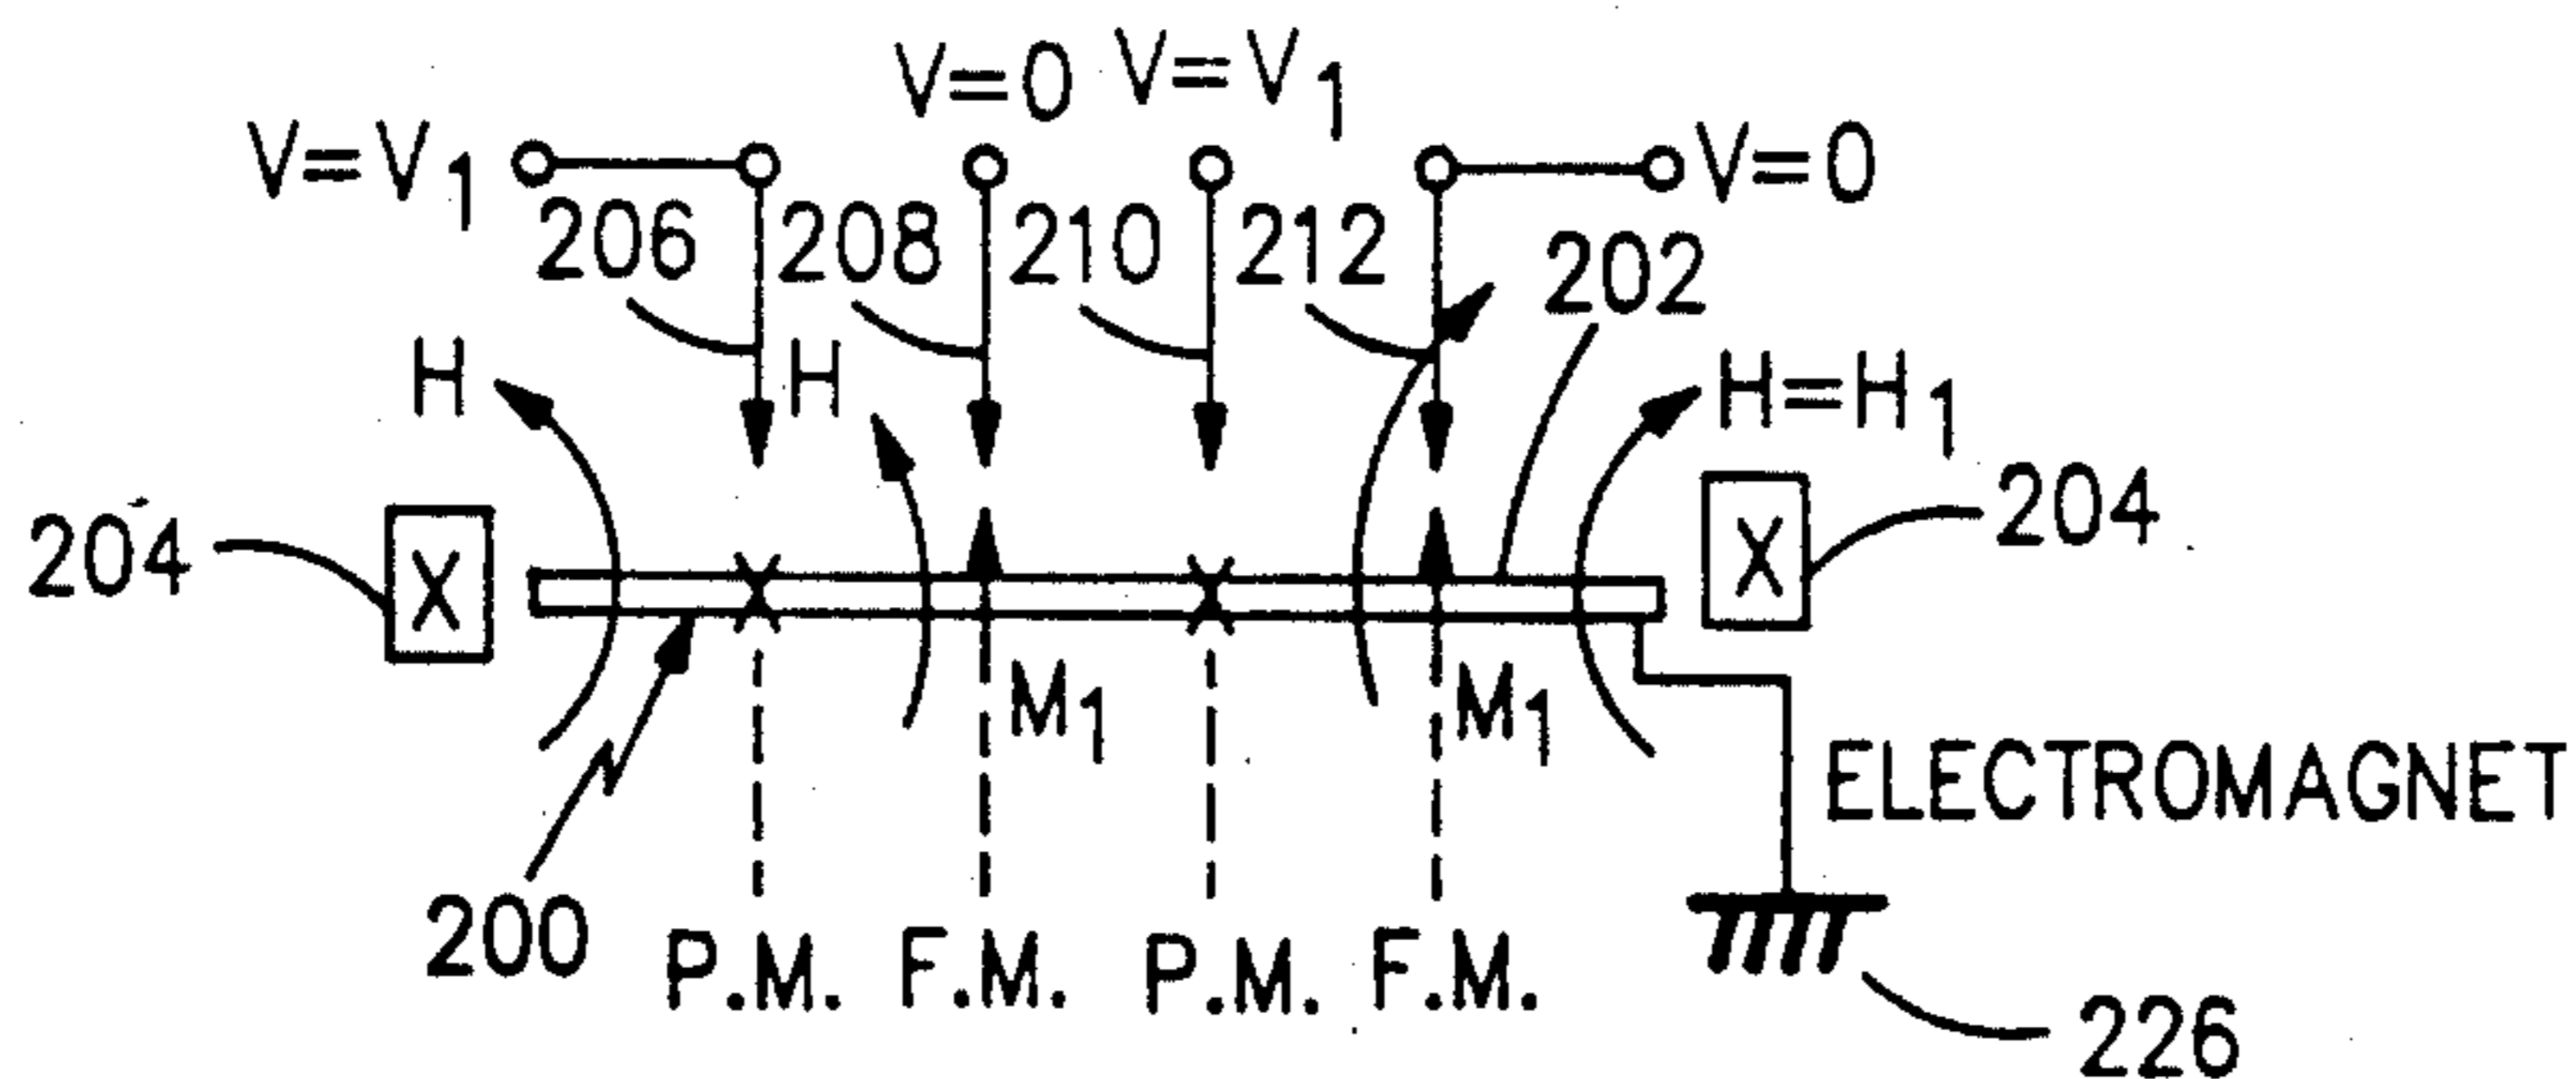 V=0 V=V1
V=V1 V=0
206 208 210 212 202
H H H=H1
204 X X 204
M1 M1
ELECTROMAGNET
200 P.M. F.M. P.M. F.M.
226